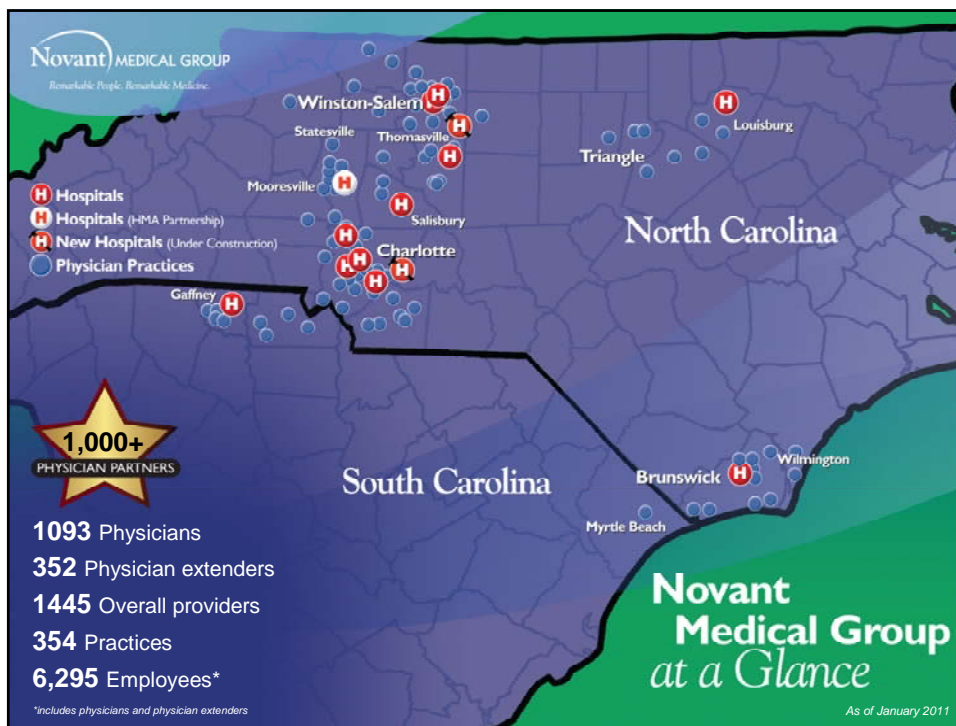 Novant MEDICAL GROUP
Remarkable People. Remarkable Medicine.
Winston-Salem
H
H
Statesville
Thomasville
H
H
Louisburg
Triangle
H
Mooresville
H
H Hospitals
H Hospitals (HMA Partnership)
H New Hospitals (Under Construction)
Physician Practices
H
Salisbury
North Carolina
H
Charlotte
H
H
H
H
Gaffney
H
1,000+
PHYSICIAN PARTNERS
South Carolina
Brunswick
H
Wilmington
Myrtle Beach
1093 Physicians
352 Physician extenders
1445 Overall providers
354 Practices
6,295 Employees*
*includes physicians and physician extenders
Novant
Medical Group
at a Glance
As of January 2011